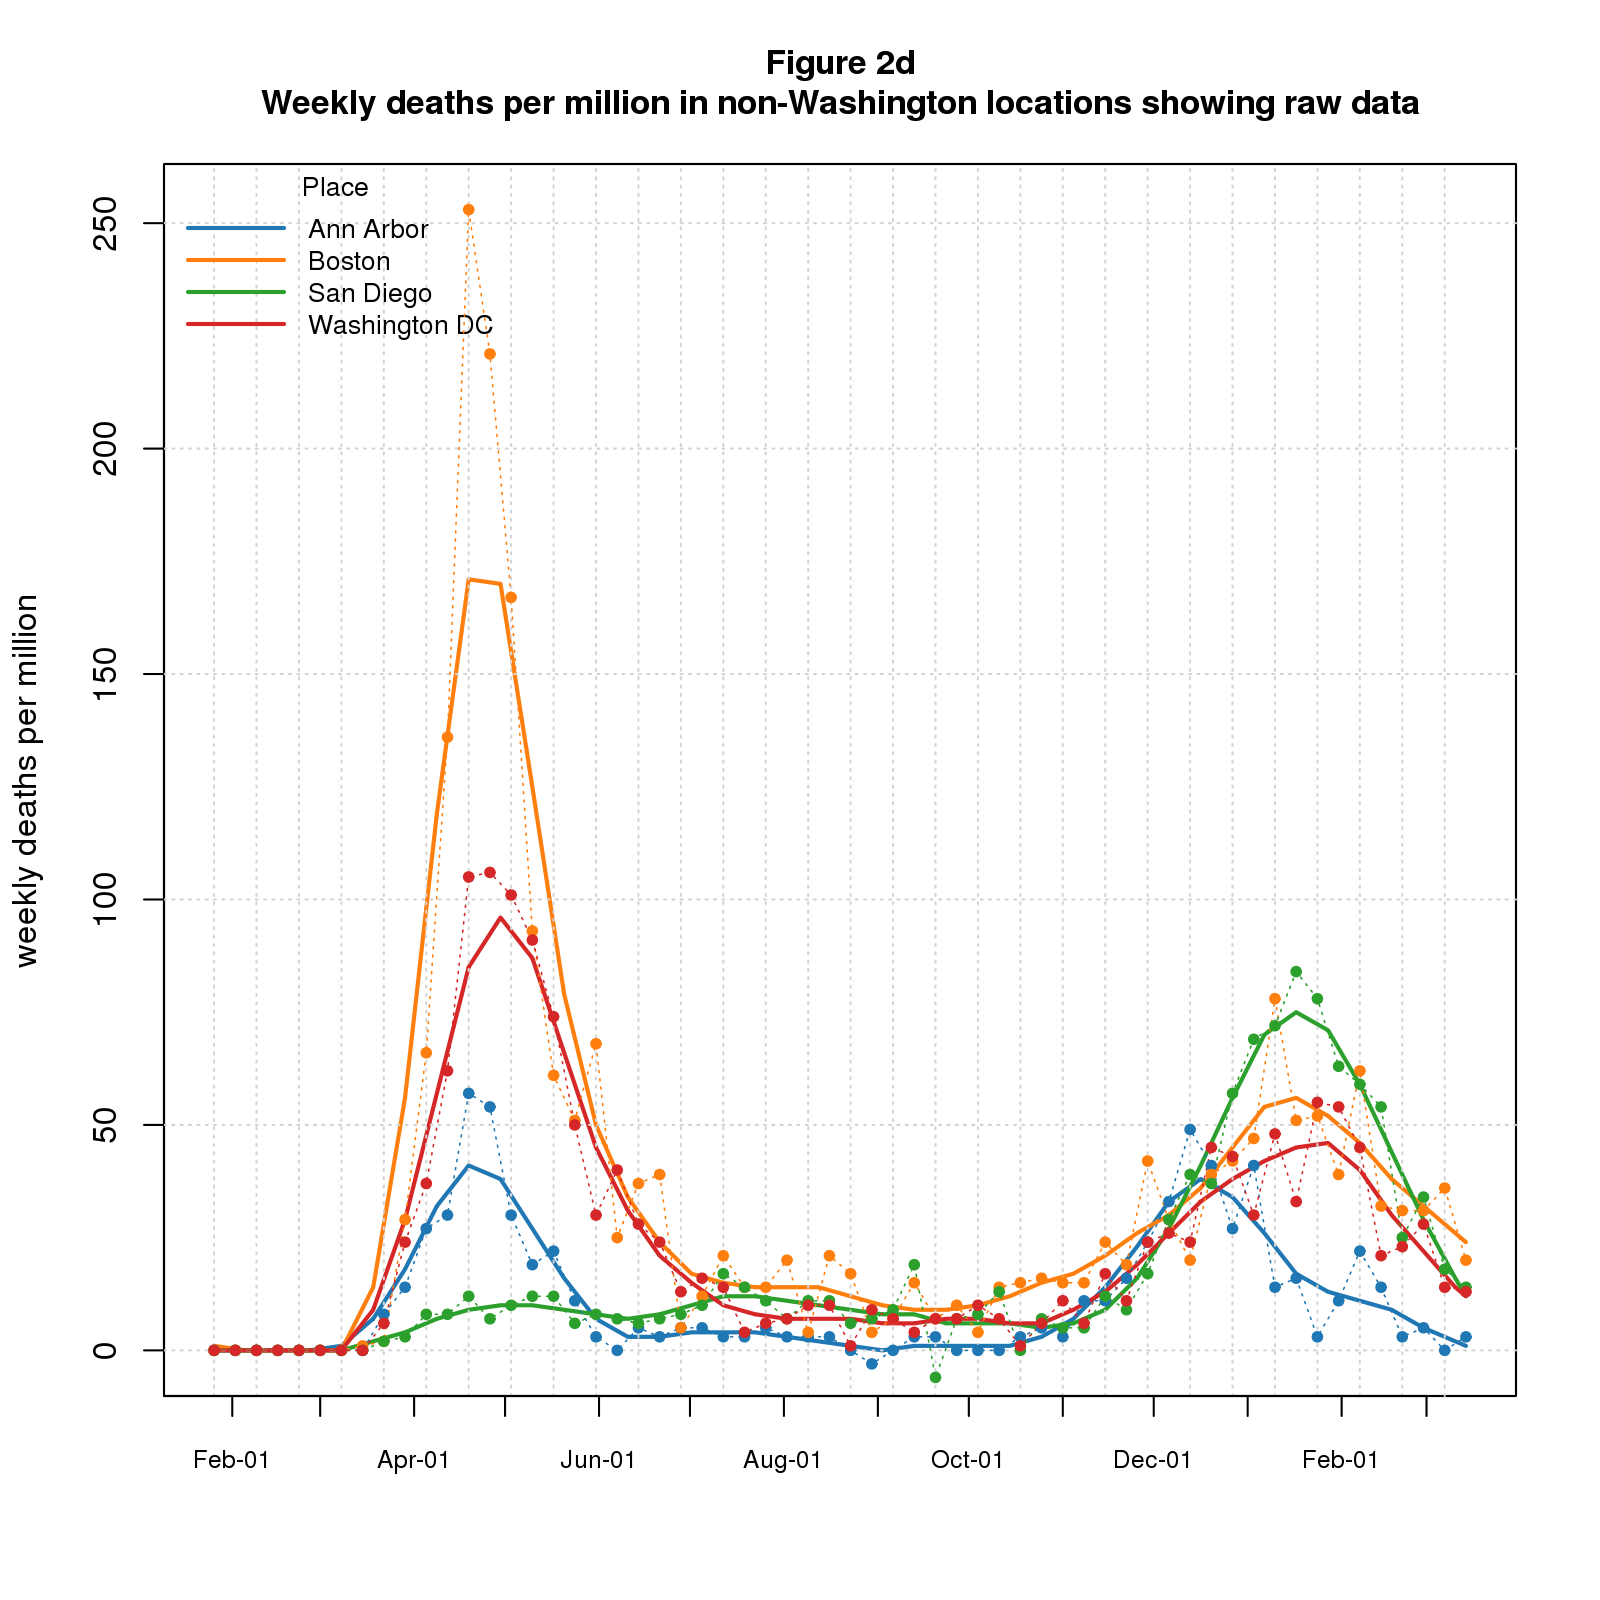 Figure 2d
Weekly deaths per million in non-Washington locations showing raw data
Place
Ann Arbor
Boston
San Diego
Washington DC
weekly deaths per million
250
200
150
100
50
0
Feb-01
Apr-01
Jun-01
Aug-01
Oct-01
Dec-01
Feb-01